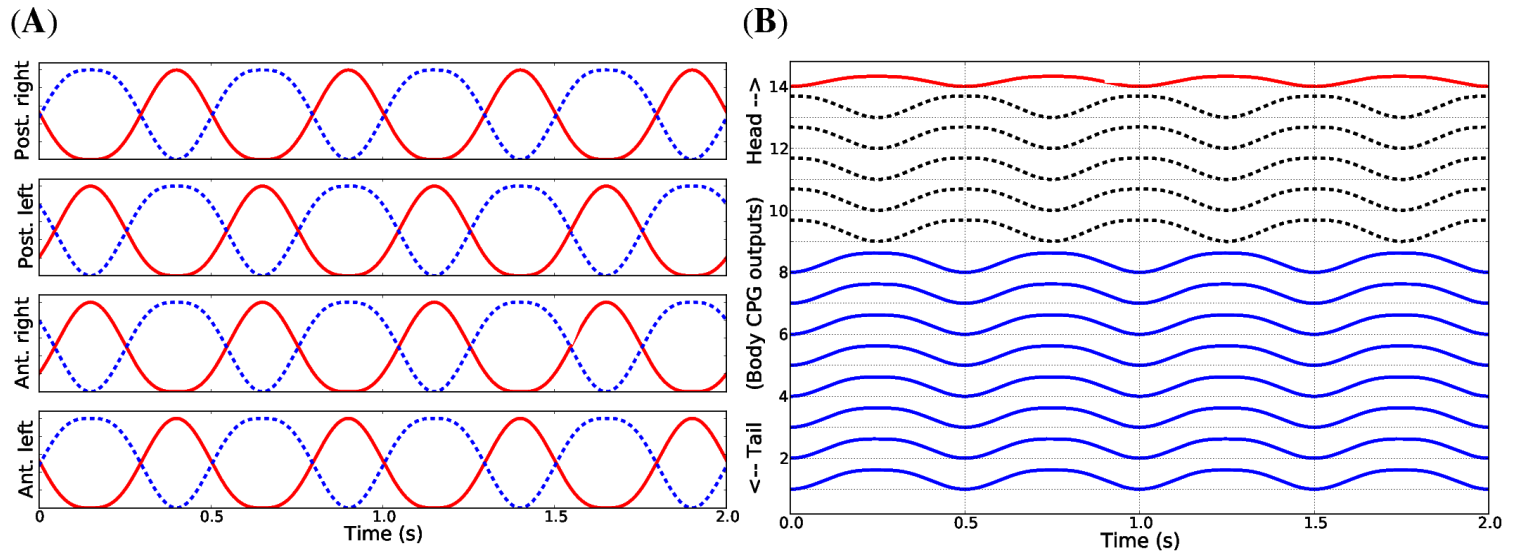 (A)
Post. right
Post. left
Ant. right
Ant. left
0 0.5 1.0 1.5 2.0
Time (s)
(B)
<-- Tail (Body CPG outputs) Head -->
14
12
10
8
6
4
2
0.0 0.5 1.0 1.5 2.0
Time (s)